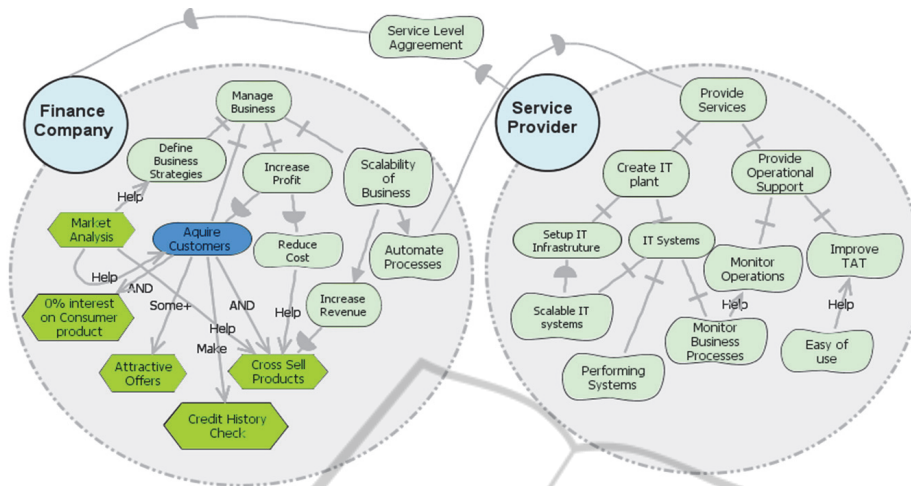 Service Level
Aggreement
Finance
Company
Manage
Business
Service
Provider
Provide
Services
Define
Business
Strategies
Increase
Profit
Scalability
of
Business
Create IT
plant
Provide
Operational
Support
Help
Market
Analysis
Aquire
Customers
Reduce
Cost
Automate
Processes
Setup IT
Infrastruture
IT Systems
Monitor
Operations
Improve
TAT
Help
AND
0% interest
on Consumer
product
Some+
AND
Help
Make
Help
Increase
Revenue
Scalable IT
systems
Help
Monitor
Business
Processes
Help
Easy of
use
Attractive
Offers
Cross Sell
Products
Performing
Systems
Credit History
Check